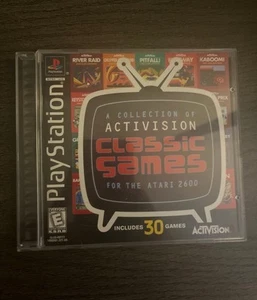 RIVER RAID
PITFALL!
KABOOM!
PlayStation
A COLLECTION OF
ACTIVISION
classic
games
FOR THE ATARI 2600
INCLUDES 30 GAMES
E
ACTIVISION